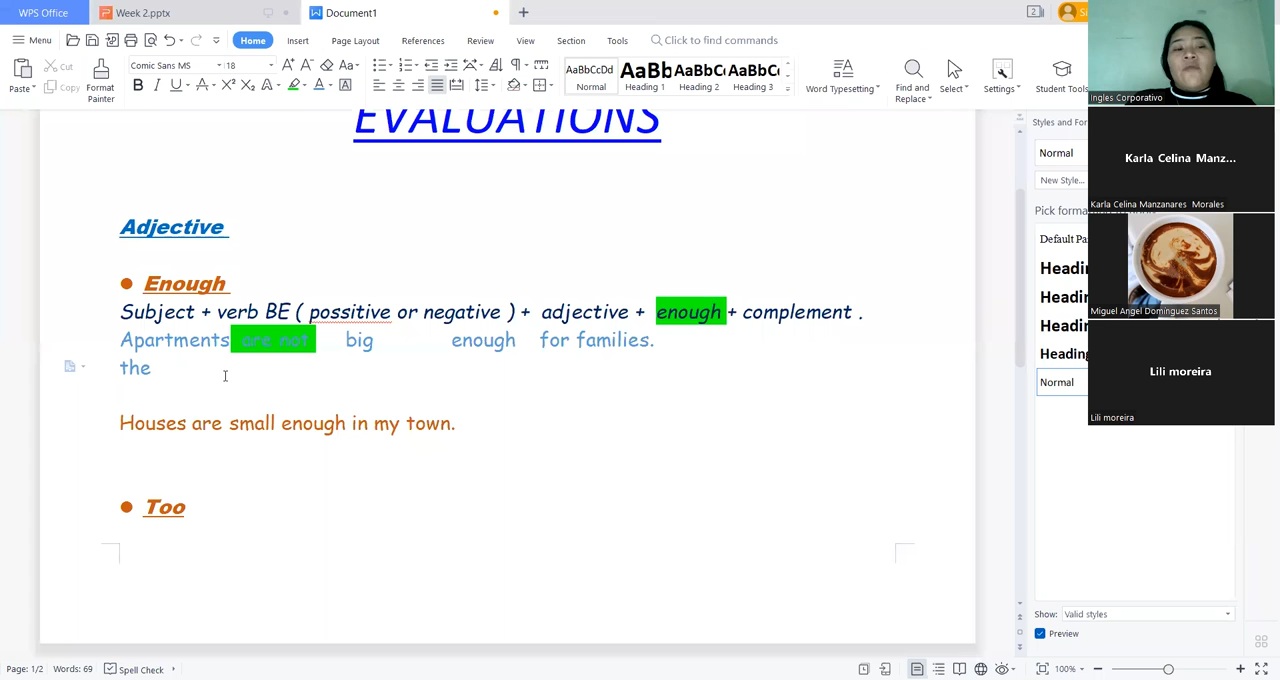 WPS Office
Week 2.pptx
Document1
2
Menu
Home
Insert
Page Layout
References
Review
View
Section
Tools
Click to find commands
Paste
Cut
Copy
Format Painter
Comic Sans MS
18
AaBbCcDd
Normal
AaBb
Heading 1
AaBbC
Heading 2
AaBbC
Heading 3
Word Typesetting
Find and Replace
Select
Settings
Student Tools
EVALUATIONS
Adjective
Enough
Subject + verb BE ( possitive or negative ) + adjective + enough + complement .
Apartments are not big enough for families.
the
Houses are small enough in my town.
Too
Styles and For
Normal
New Style...
Pick forma
Default Pa
Headin
Headin
Headin
Headin
Normal
Show:
Valid styles
Preview
Ingles Corporativo
Karla Celina Manz...
Karla Celina Manzanares Morales
Miguel Angel Dominguez Santos
Lili moreira
Lili moreira
Page: 1/2
Words: 69
Spell Check
100%